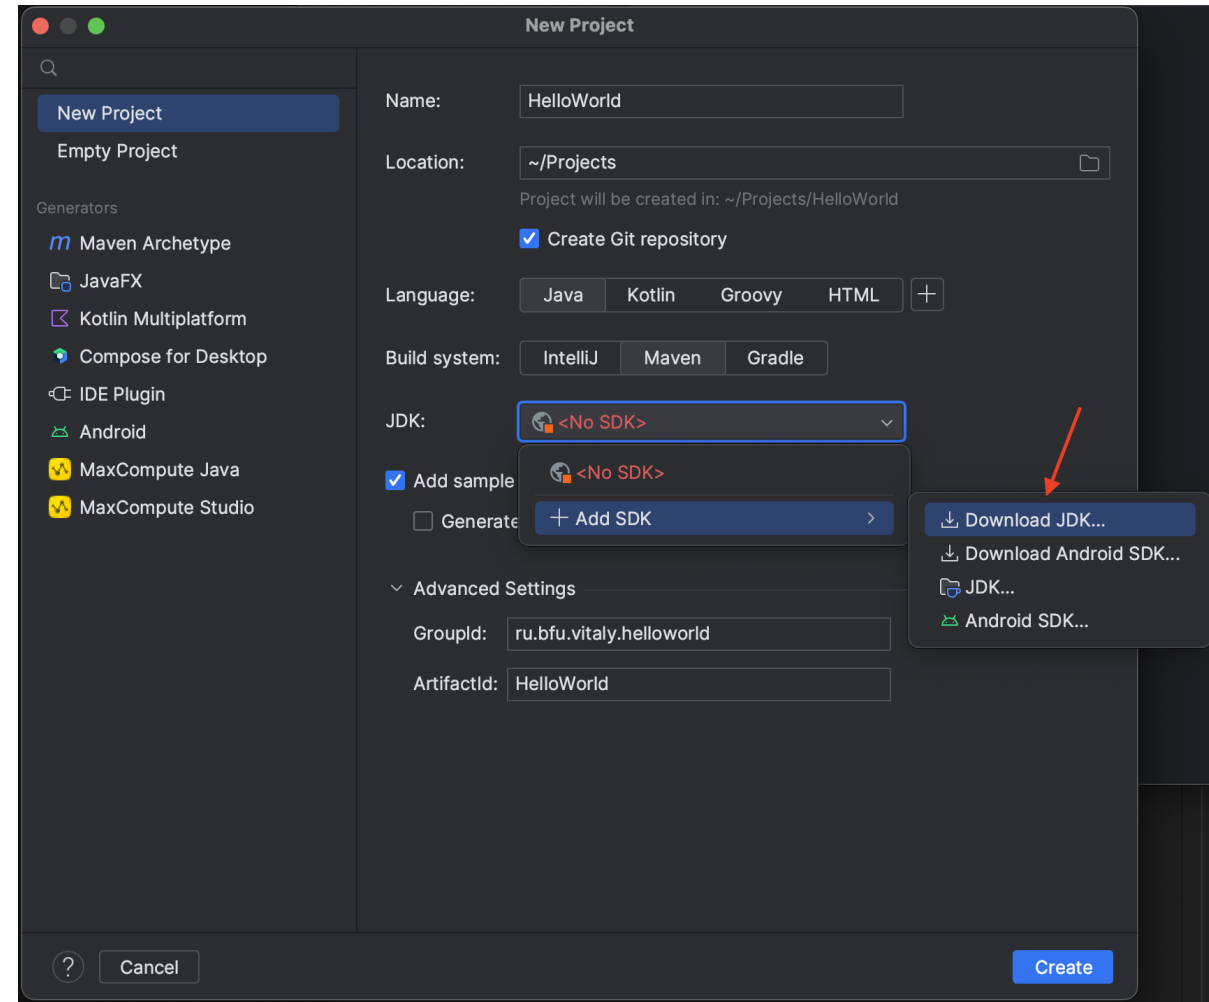 New Project
New Project
Empty Project
Generators
Maven Archetype
JavaFX
Kotlin Multiplatform
Compose for Desktop
IDE Plugin
Android
MaxCompute Java
MaxCompute Studio
Name: HelloWorld
Location: ~/Projects
Project will be created in: ~/Projects/HelloWorld
Create Git repository
Language: Java Kotlin Groovy HTML
Build system: IntelliJ Maven Gradle
JDK: <No SDK>
<No SDK>
Add sample
Add SDK
Generate
Download JDK...
Download Android SDK...
JDK...
Android SDK...
Advanced Settings
GroupId: ru.bfu.vitaly.helloworld
ArtifactId: HelloWorld
? Cancel Create